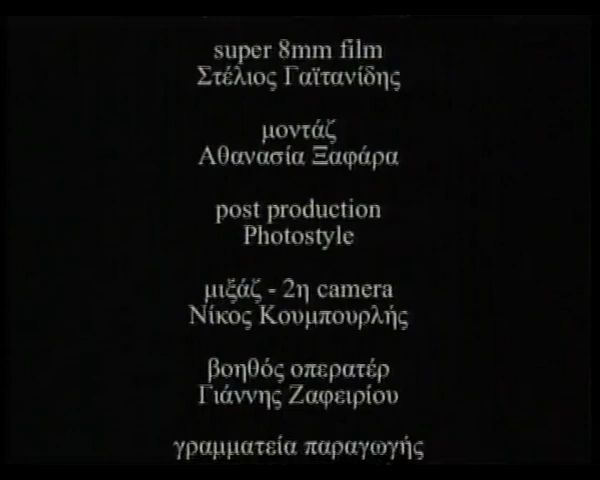 super 8mm film
Στέλιος Γαϊτανίδης
μοντάζ
Αθανασία Ξαφάρα
post production
Photostyle
μιξάζ - 2η camera
Νίκος Κουμπουρλής
βοηθός οπερατέρ
Γιάννης Ζαφειρίου
γραμματεία παραγωγής